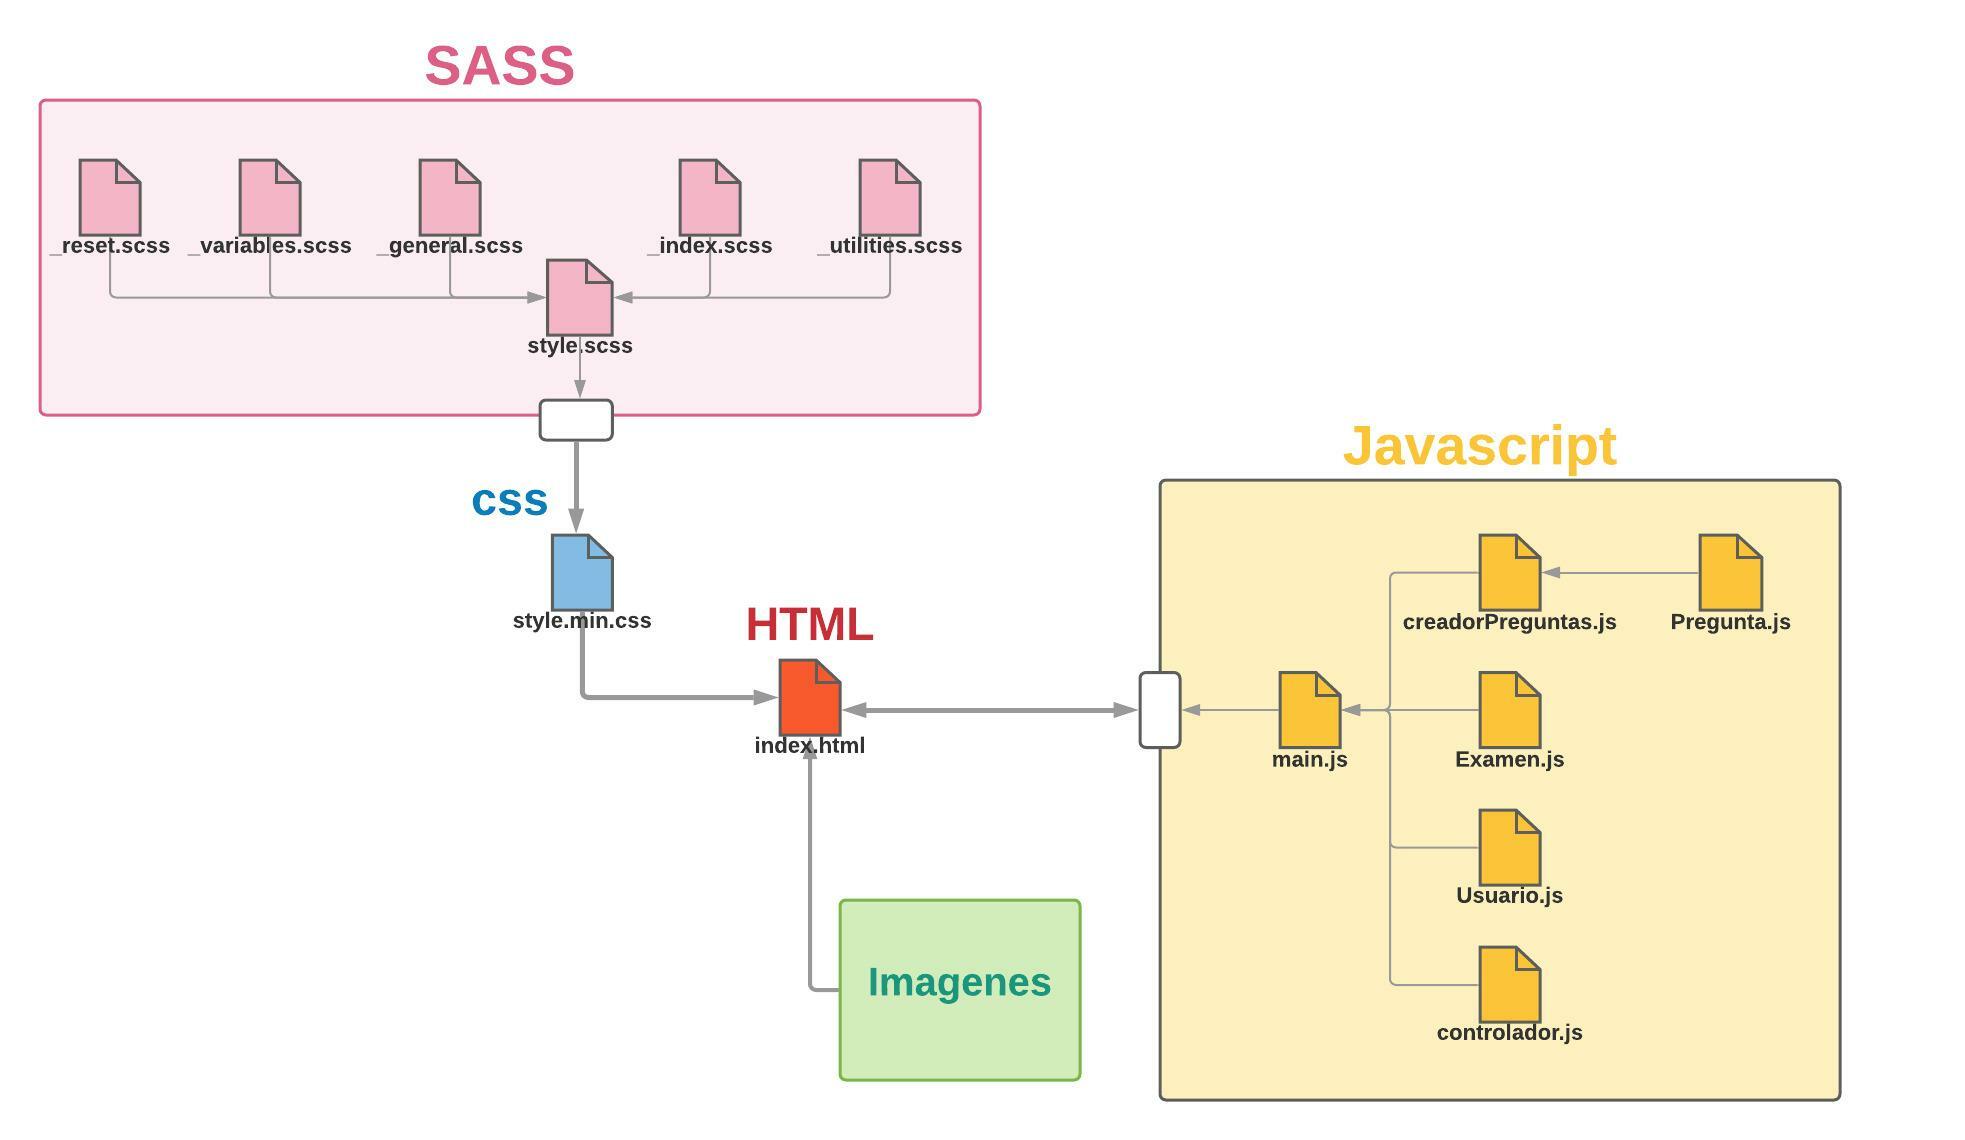 SASS
_reset.scss
_variables.scss
_general.scss
_index.scss
_utilities.scss
style.scss
css
style.min.css
HTML
index.html
Imagenes
Javascript
creadorPreguntas.js
Pregunta.js
main.js
Examen.js
Usuario.js
controlador.js